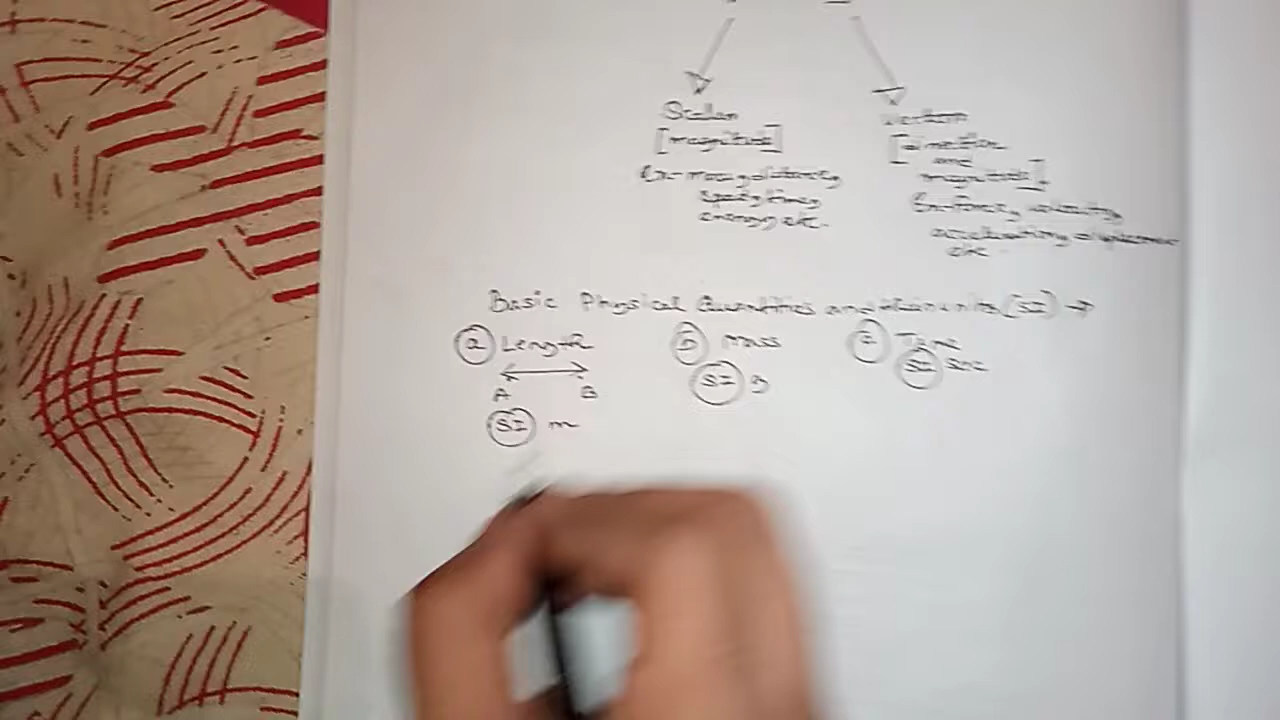 Scalar
[magnitude]
Ex- mass, distance,
speed, time,
energy etc.
Vector
[direction
and
magnitude].
Ex- force, velocity,
acceleration, displacement
etc.
Basic Physical Quantities and their units (SI) →
(a) Length
A B
(SI) m
(b) Mass
(SI) g
(c) Time
(SI) sec